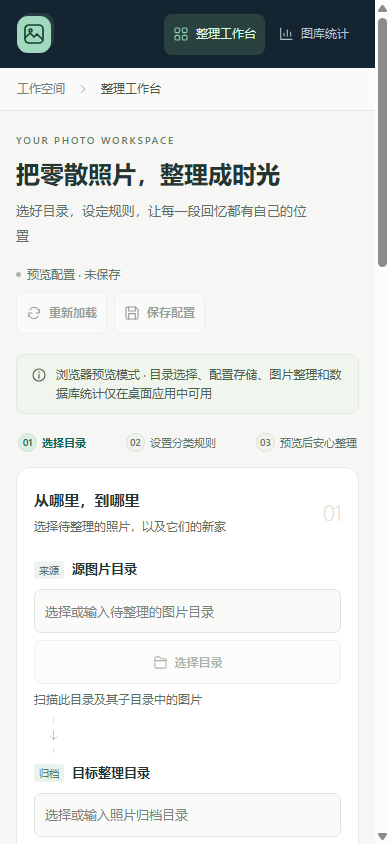 整理工作台
图库统计
工作空间
整理工作台
YOUR PHOTO WORKSPACE
把零散照片，整理成时光
选好目录，设定规则，让每一段回忆都有自己的位
置
预览配置 · 未保存
重新加载
保存配置
浏览器预览模式 · 目录选择、配置存储、图片整理和数
据库统计仅在桌面应用中可用
01 选择目录
02 设置分类规则
03 预览后安心整理
从哪里，到哪里
01
选择待整理的照片，以及它们的新家
来源 源图片目录
选择或输入待整理的图片目录
选择目录
扫描此目录及其子目录中的图片
归档 目标整理目录
选择或输入照片归档目录